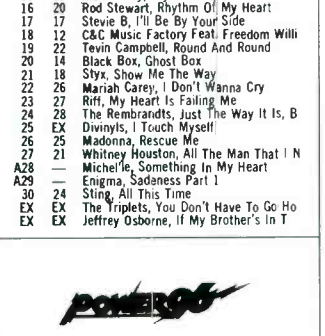 16 20 Rod Stewart, Rhythm Of My Heart
17 17 Stevie B, I'll Be By Your Side
18 12 C&C Music Factory Feat. Freedom Willi
19 22 Tevin Campbell, Round And Round
20 14 Black Box, Ghost Box
21 18 Styx, Show Me The Way
22 26 Mariah Carey, I Don't Wanna Cry
23 27 Riff, My Heart Is Failing Me
24 28 The Rembrandts, Just The Way It Is, B
25 EX Divinyls, I Touch Myself
26 25 Madonna, Rescue Me
27 21 Whitney Houston, All The Man That I N
A28 — Michel'le, Something In My Heart
A29 — Enigma, Sadeness Part 1
30 24 Sting, All This Time
EX EX The Triplets, You Don't Have To Go Ho
EX EX Jeffrey Osborne, If My Brother's In T
POWER96